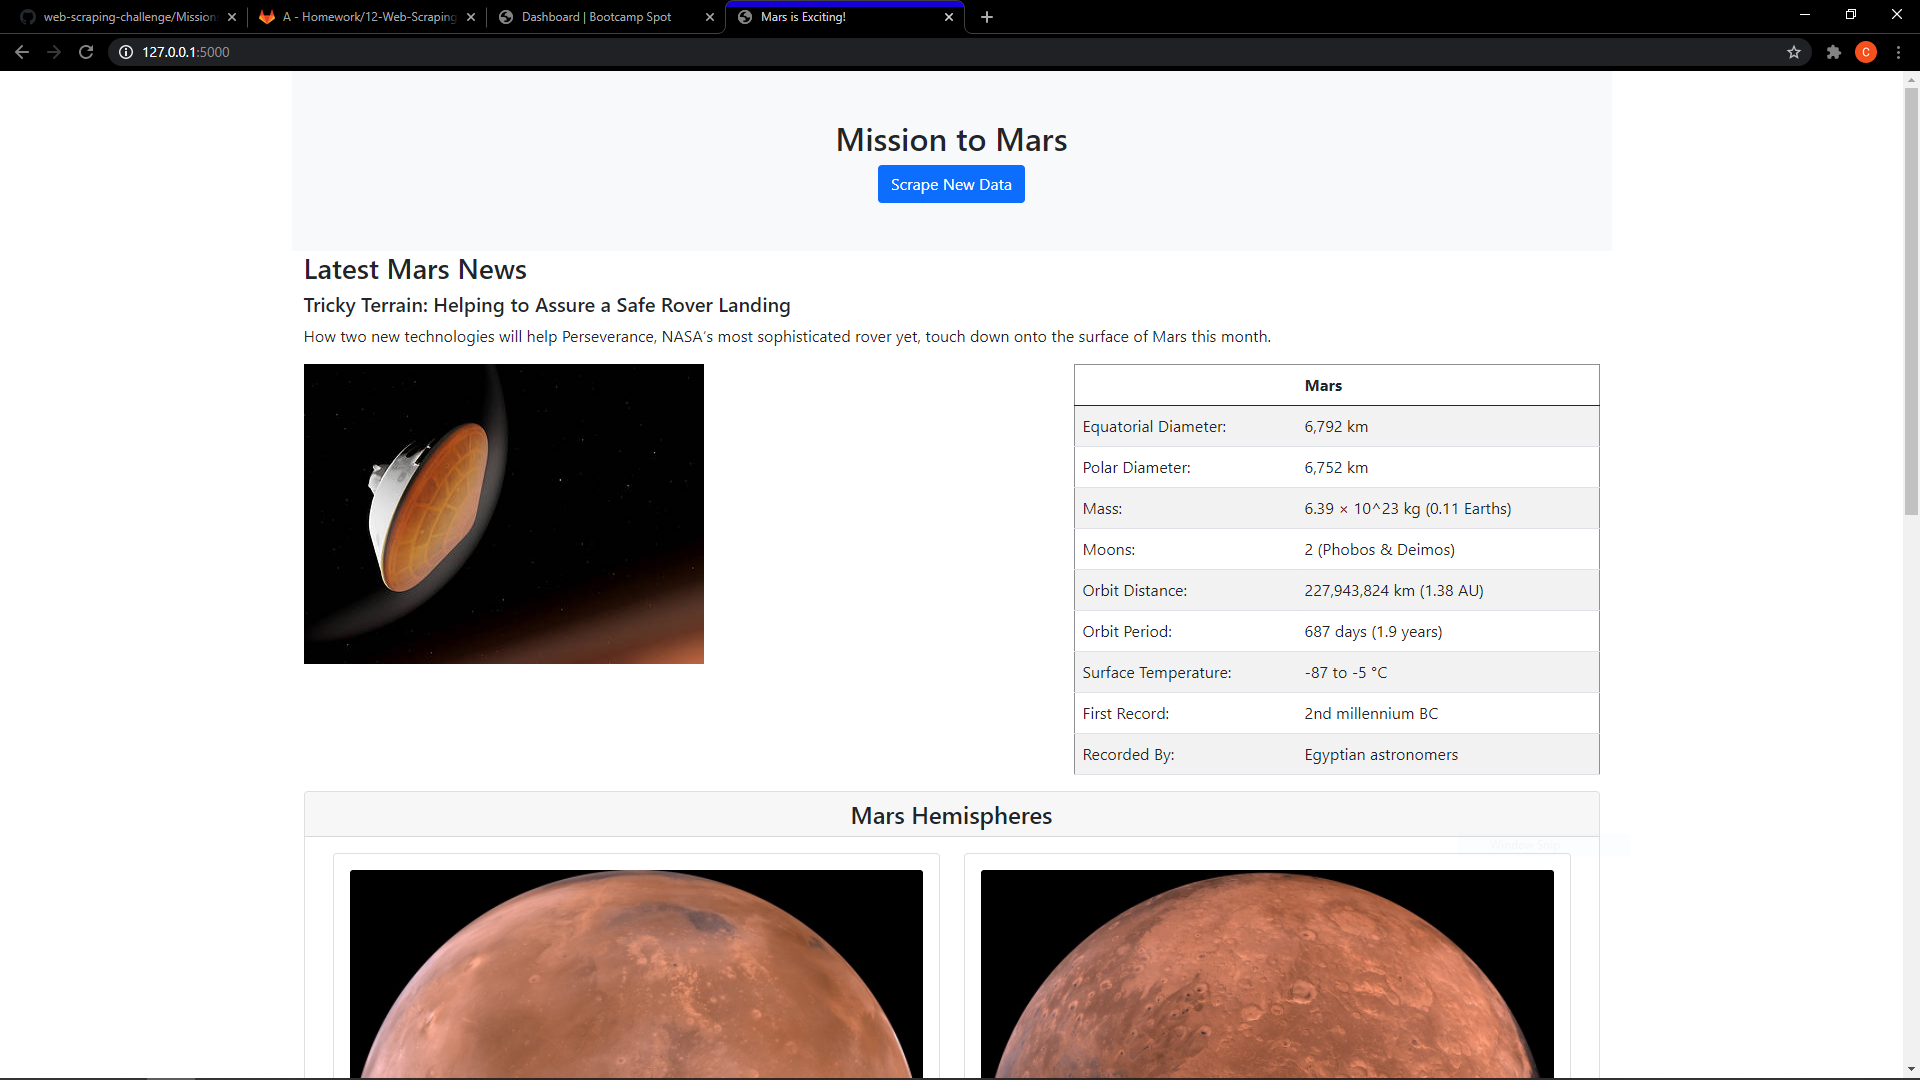 web-scraping-challenge/Mission
A - Homework/12-Web-Scraping
Dashboard | Bootcamp Spot
Mars is Exciting!
127.0.0.1:5000
C
Mission to Mars
Scrape New Data
Latest Mars News
Tricky Terrain: Helping to Assure a Safe Rover Landing
How two new technologies will help Perseverance, NASA's most sophisticated rover yet, touch down onto the surface of Mars this month.
Mars
Equatorial Diameter: 6,792 km
Polar Diameter: 6,752 km
Mass: 6.39 × 10^23 kg (0.11 Earths)
Moons: 2 (Phobos & Deimos)
Orbit Distance: 227,943,824 km (1.38 AU)
Orbit Period: 687 days (1.9 years)
Surface Temperature: -87 to -5 °C
First Record: 2nd millennium BC
Recorded By: Egyptian astronomers
Mars Hemispheres
Window Snip